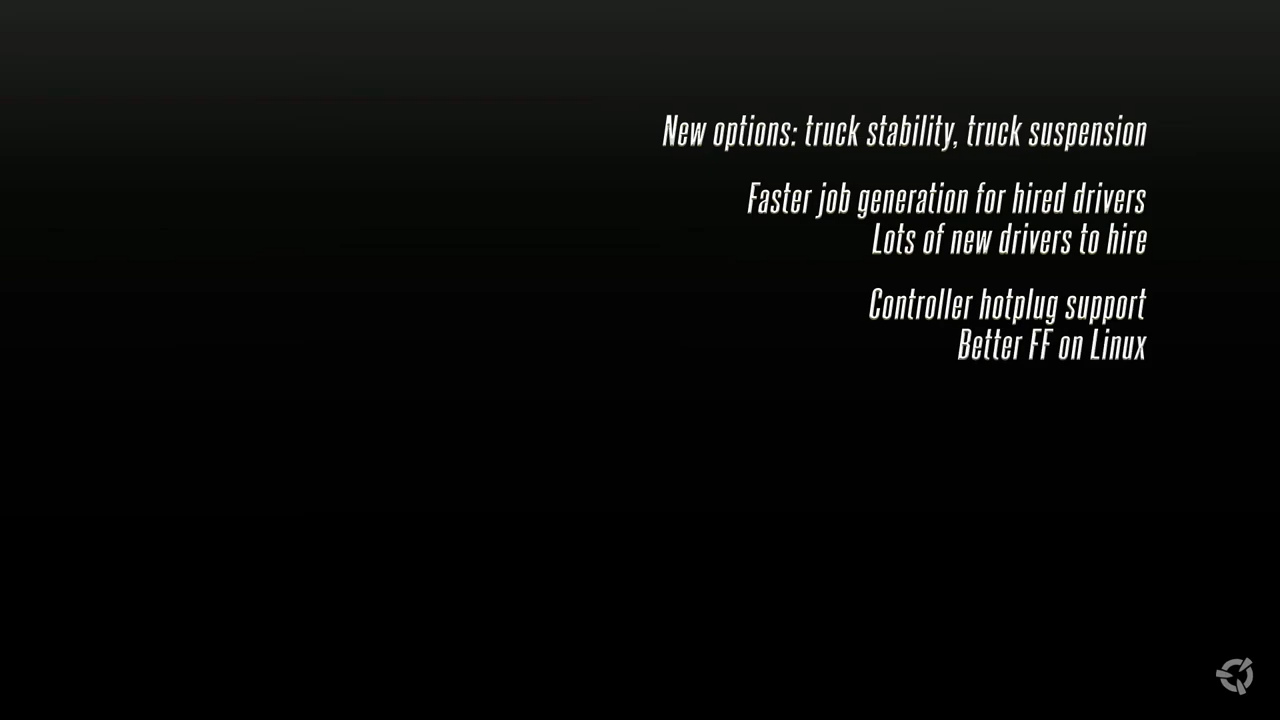 New options: truck stability, truck suspension
Faster job generation for hired drivers
Lots of new drivers to hire
Controller hotplug support
Better FF on Linux